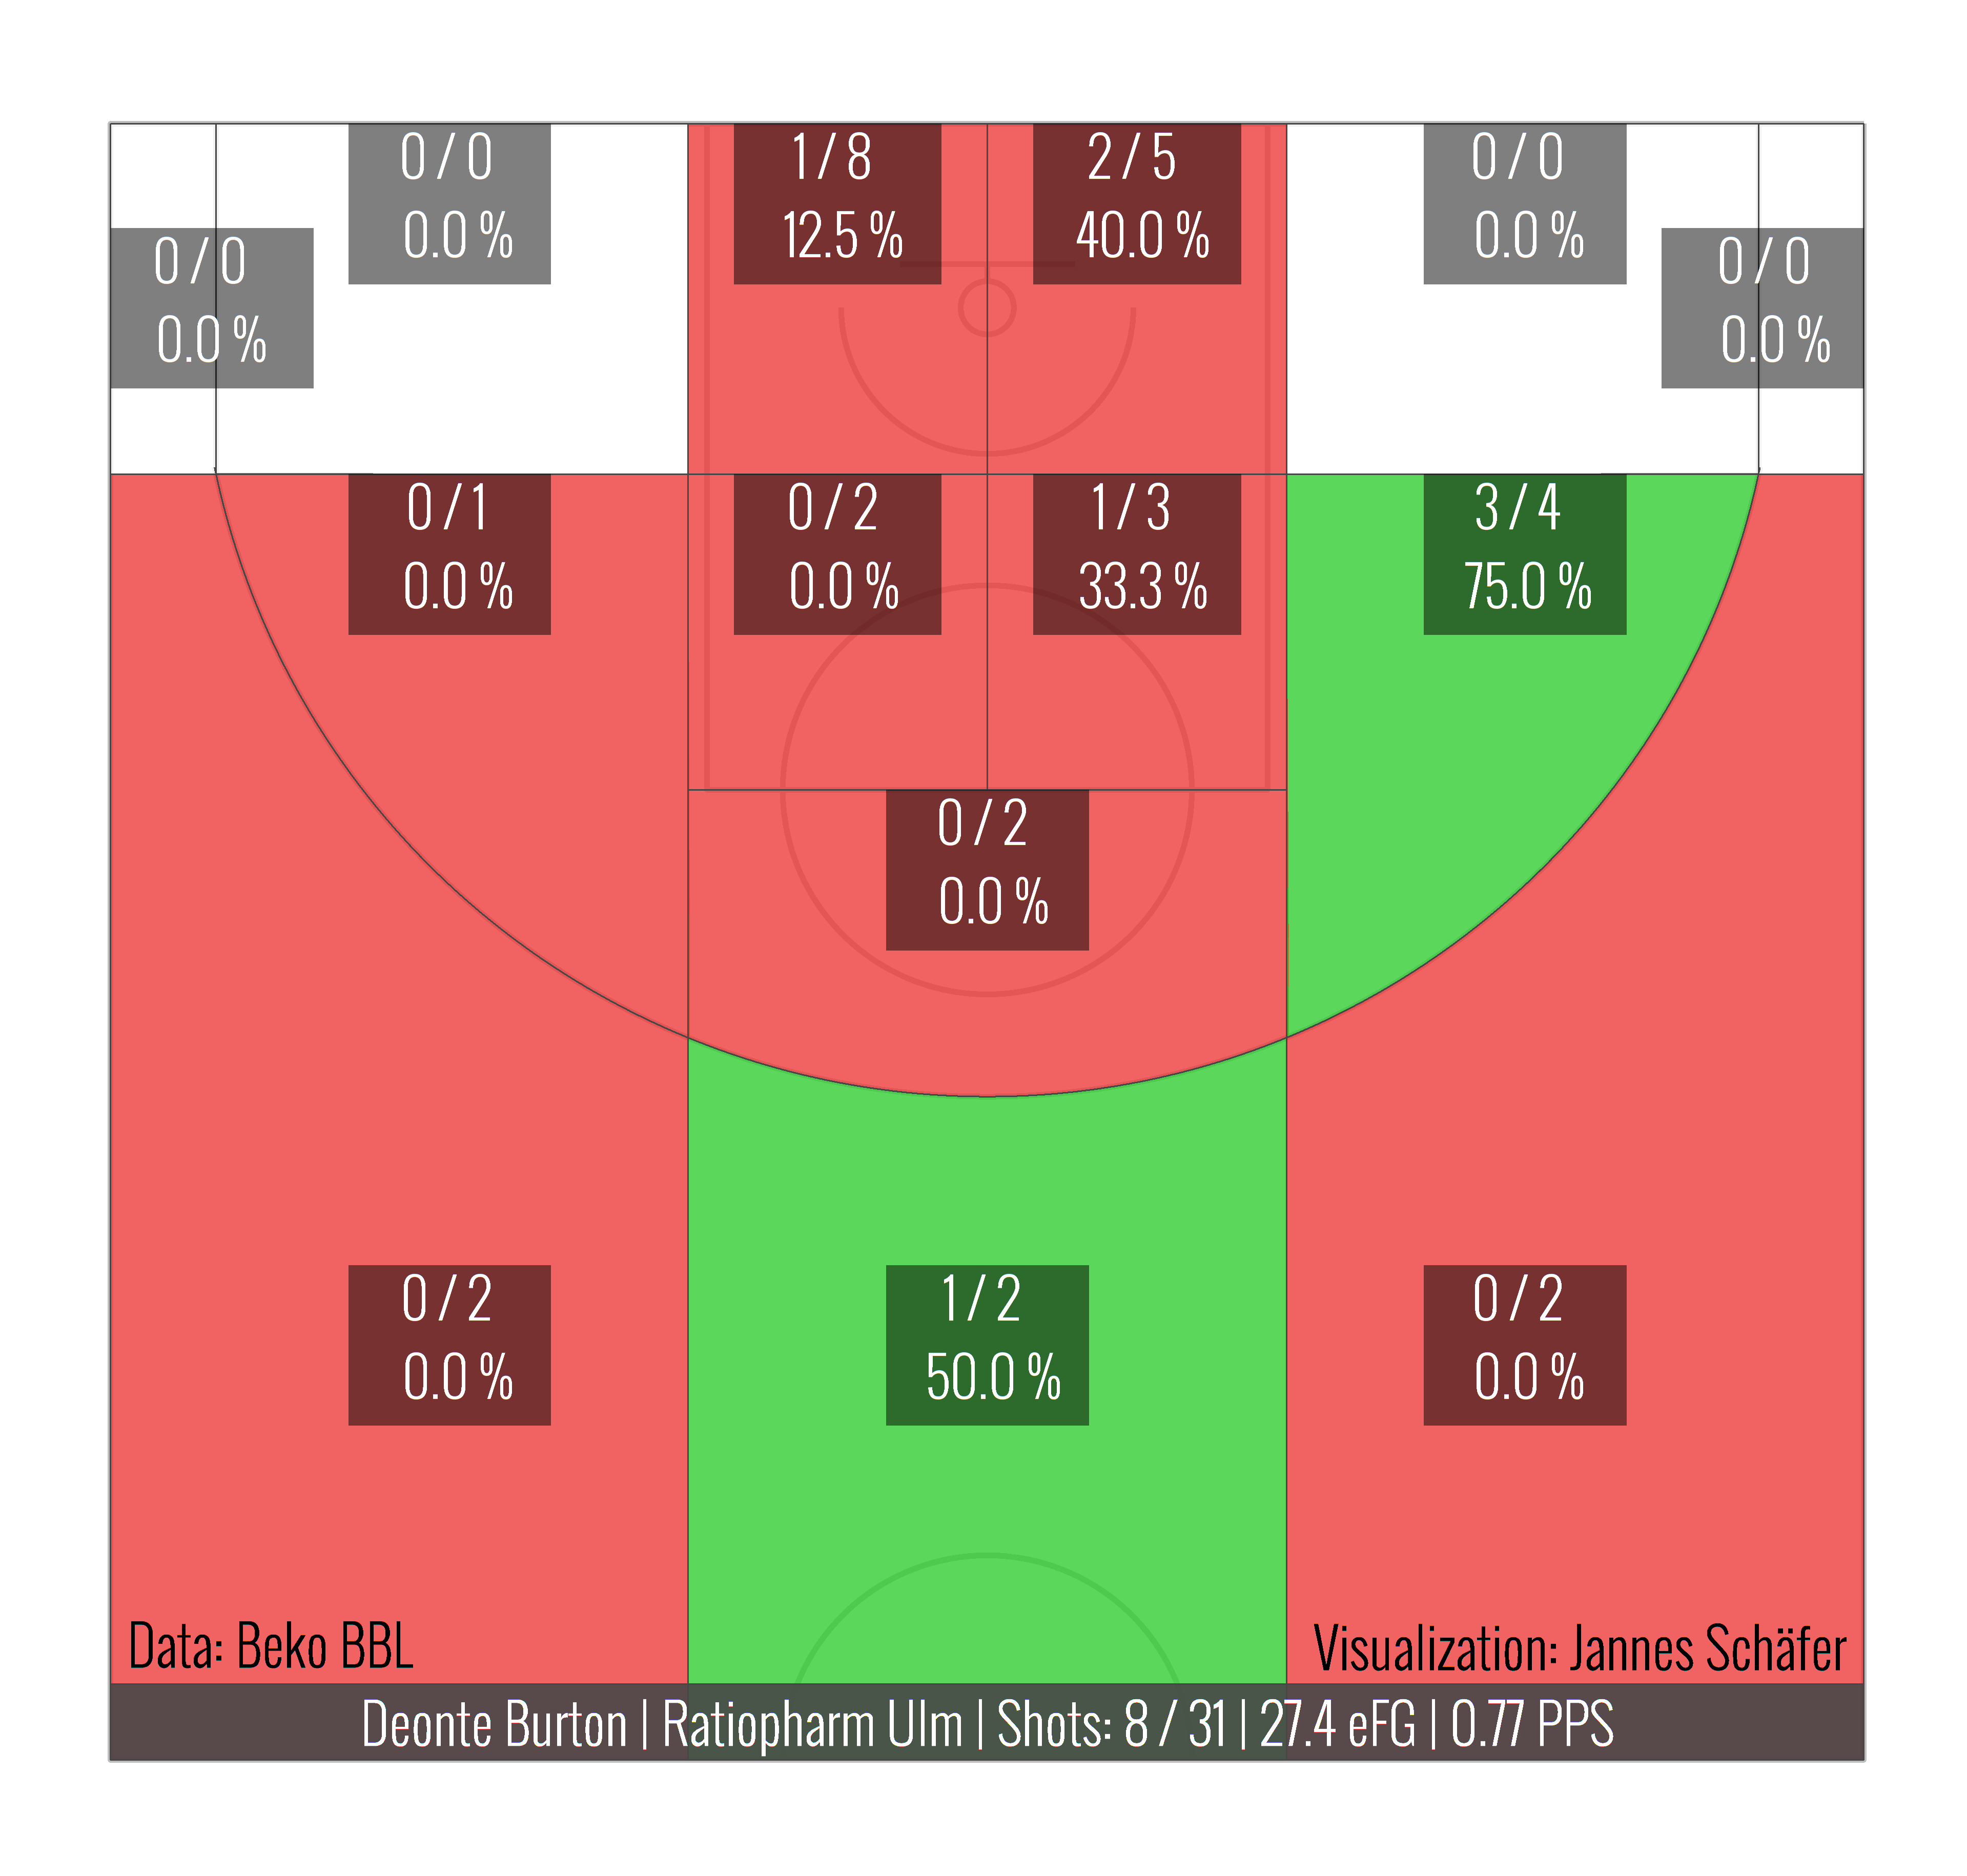 0 / 0
0.0 %
1 / 8
12.5 %
2 / 5
40.0 %
0 / 0
0.0 %
0 / 0
0.0 %
0 / 0
0.0 %
0 / 1
0.0 %
0 / 2
0.0 %
1 / 3
33.3 %
3 / 4
75.0 %
0 / 2
0.0 %
0 / 2
0.0 %
1 / 2
50.0 %
0 / 2
0.0 %
Data: Beko BBL
Visualization: Jannes Schäfer
Deonte Burton | Ratiopharm Ulm | Shots: 8 / 31 | 27.4 eFG | 0.77 PPS